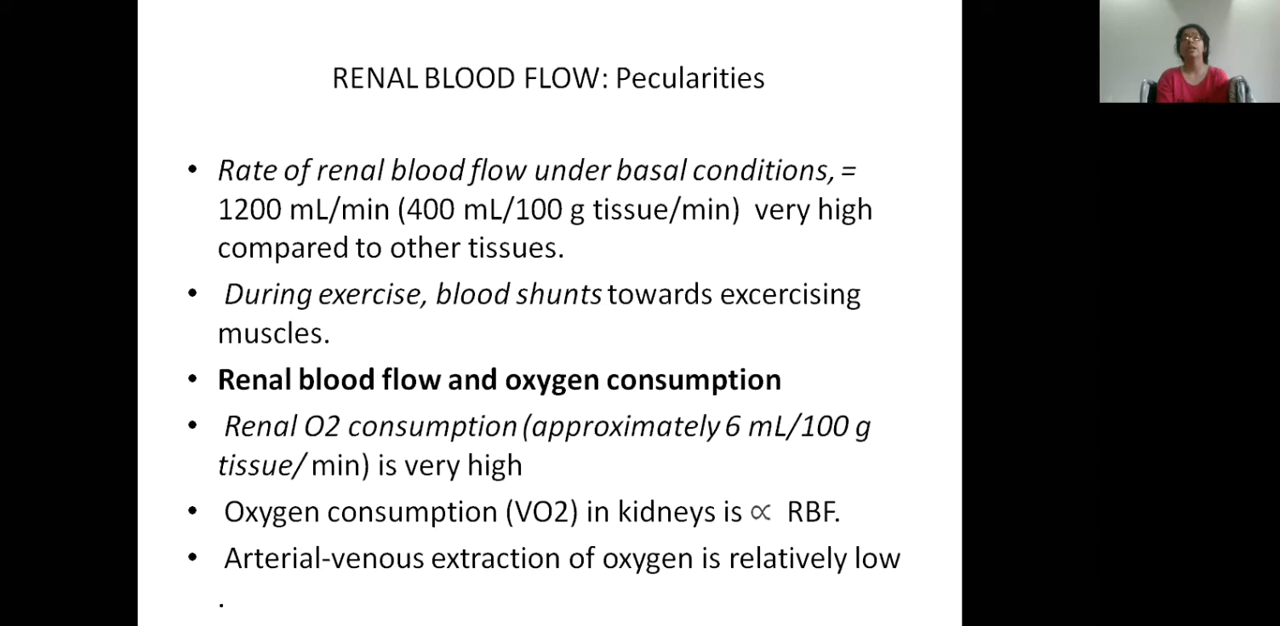 RENAL BLOOD FLOW: Pecularities
• Rate of renal blood flow under basal conditions, =
1200 mL/min (400 mL/100 g tissue/min) very high
compared to other tissues.
• During exercise, blood shunts towards excercising
muscles.
• Renal blood flow and oxygen consumption
• Renal O2 consumption (approximately 6 mL/100 g
tissue/ min) is very high
• Oxygen consumption (VO2) in kidneys is ∝ RBF.
• Arterial-venous extraction of oxygen is relatively low
.